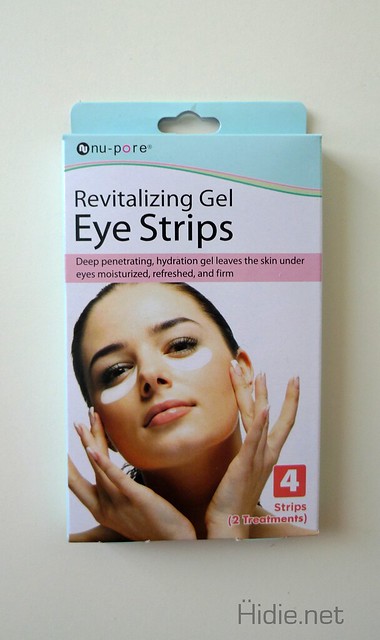 nu-pore®
Revitalizing Gel
Eye Strips
Deep penetrating, hydration gel leaves the skin under
eyes moisturized, refreshed, and firm
4
Strips
(2 Treatments)
Ḧidie.net